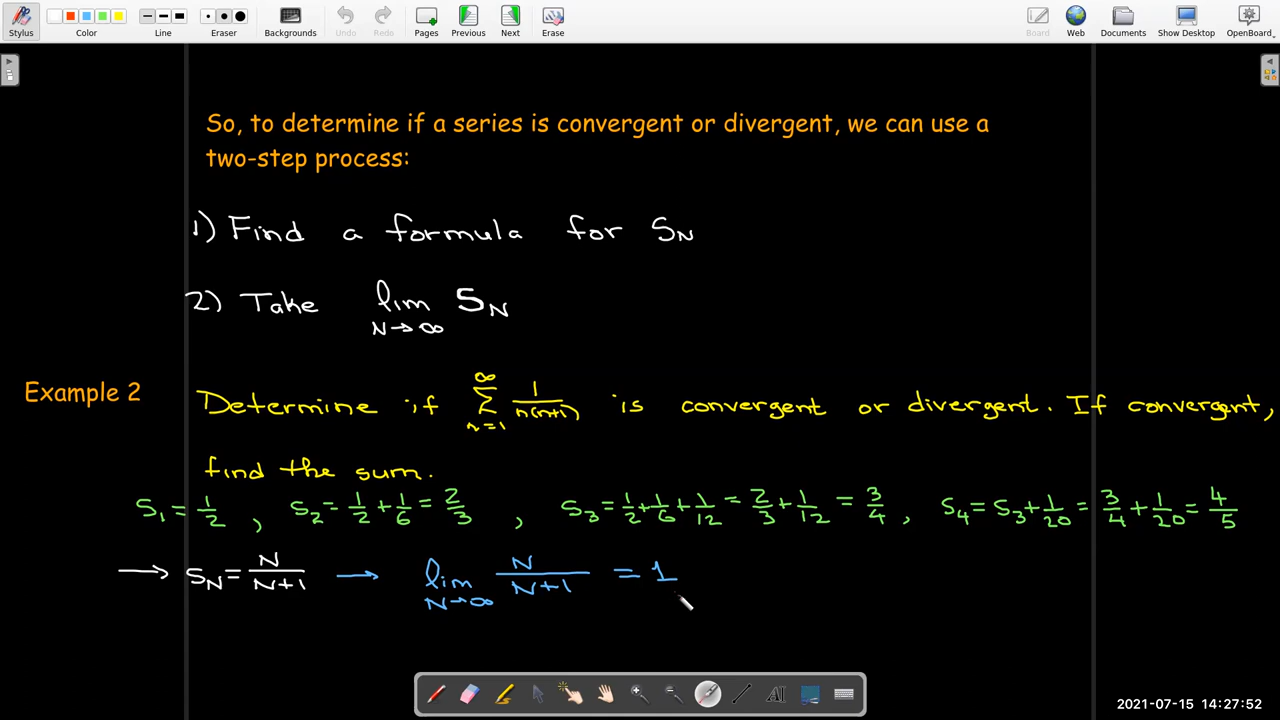 Stylus Color Line Eraser Backgrounds Undo Redo Pages Previous Next Erase Board Web Documents Show Desktop OpenBoard
So, to determine if a series is convergent or divergent, we can use a
two-step process:
1) Find a formula for S_N
2) Take lim_{N→∞} S_N
Example 2
Determine if ∑_{n=1}^{∞} 1/(n(n+1)) is convergent or divergent. If convergent,
find the sum.
S_1 = 1/2 , S_2 = 1/2 + 1/6 = 2/3 , S_3 = 1/2 + 1/6 + 1/12 = 2/3 + 1/12 = 3/4 , S_4 = S_3 + 1/20 = 3/4 + 1/20 = 4/5
→ S_N = N/(N+1) → lim_{N→∞} N/(N+1) = 1
AI
2021-07-15 14:27:52